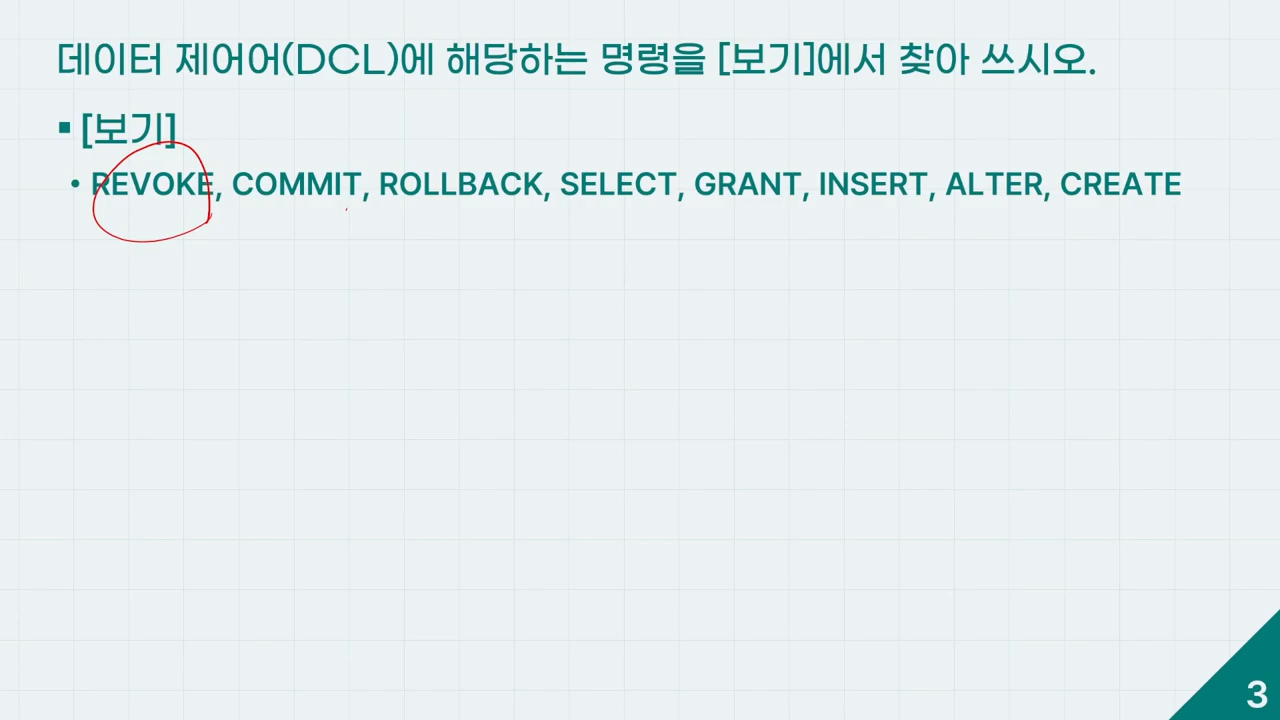 데이터 제어어(DCL)에 해당하는 명령을 [보기]에서 찾아 쓰시오.
▪ [보기]
• REVOKE, COMMIT, ROLLBACK, SELECT, GRANT, INSERT, ALTER, CREATE
3